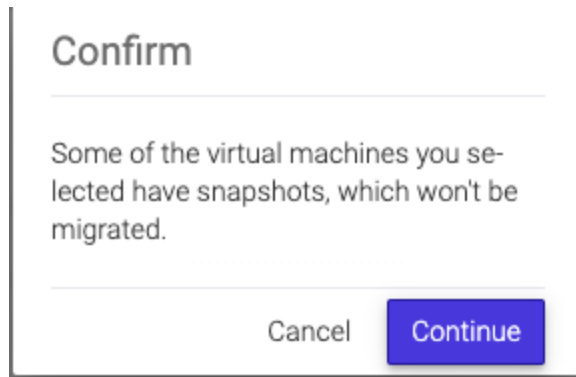 Confirm
Some of the virtual machines you se-
lected have snapshots, which won't be
migrated.
Cancel Continue